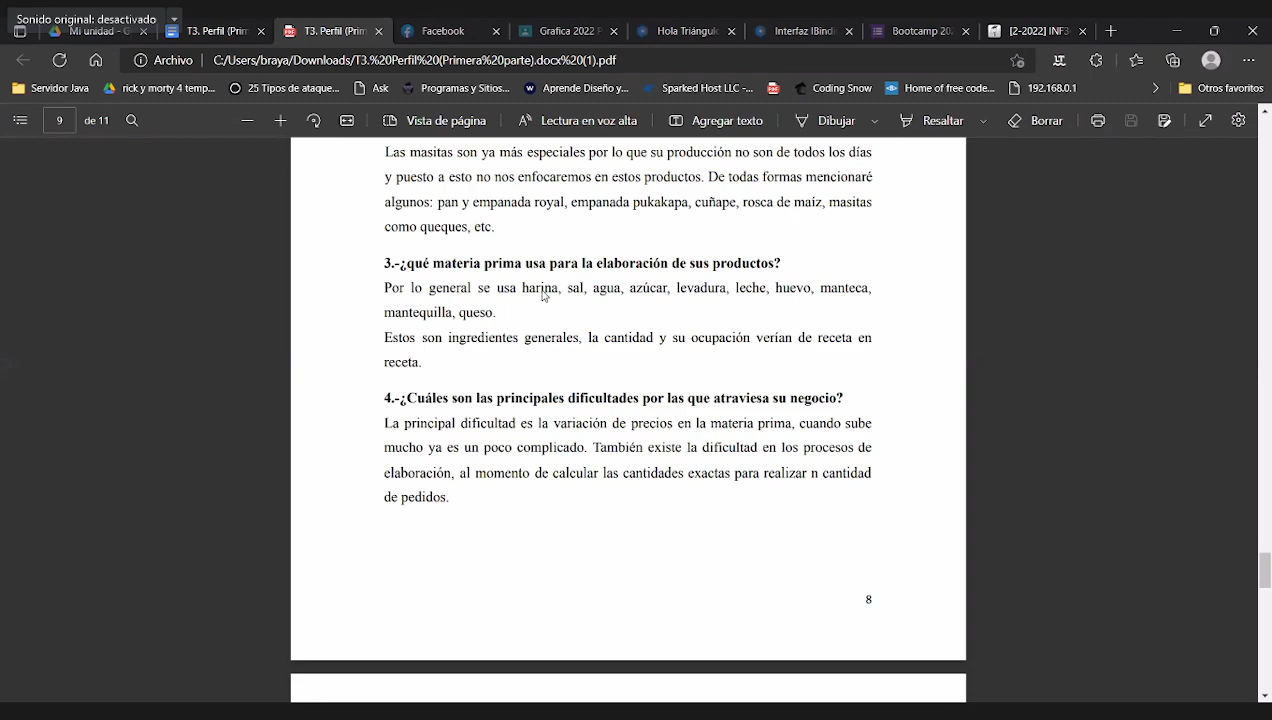 Sonido original: desactivado
Mi unidad - G
T3. Perfil (Prim
T3. Perfil (Prim
Facebook
Grafica 2022 P
Hola Triángulo
Interfaz IBindi
Bootcamp 202
[2-2022] INF3
Archivo
C:/Users/braya/Downloads/T3.%20Perfil%20(Primera%20parte).docx%20(1).pdf
Servidor Java
rick y morty 4 temp...
25 Tipos de ataque...
Ask
Programas y Sitios...
Aprende Diseño y...
Sparked Host LLC -...
Coding Snow
Home of free code...
192.168.0.1
Otros favoritos
9 de 11
Vista de página
Lectura en voz alta
Agregar texto
Dibujar
Resaltar
Borrar
Las masitas son ya más especiales por lo que su producción no son de todos los días
y puesto a esto no nos enfocaremos en estos productos. De todas formas mencionaré
algunos: pan y empanada royal, empanada pukakapa, cuñape, rosca de maíz, masitas
como queques, etc.
3.-¿qué materia prima usa para la elaboración de sus productos?
Por lo general se usa harina, sal, agua, azúcar, levadura, leche, huevo, manteca,
mantequilla, queso.
Estos son ingredientes generales, la cantidad y su ocupación verían de receta en
receta.
4.-¿Cuáles son las principales dificultades por las que atraviesa su negocio?
La principal dificultad es la variación de precios en la materia prima, cuando sube
mucho ya es un poco complicado. También existe la dificultad en los procesos de
elaboración, al momento de calcular las cantidades exactas para realizar n cantidad
de pedidos.
8